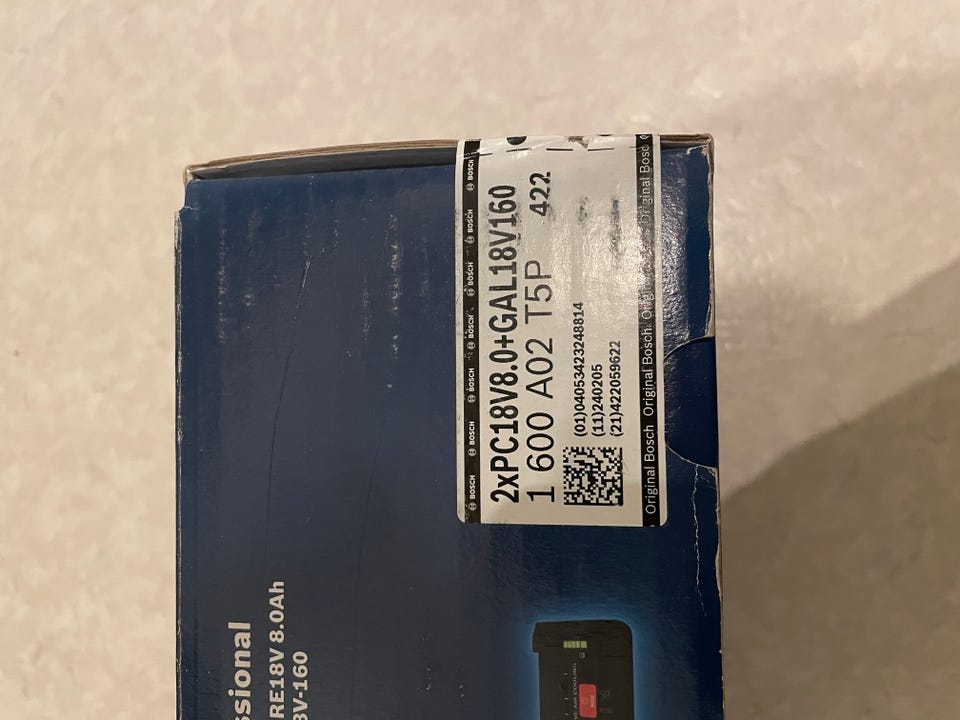 BOSCH BOSCH BOSCH BOSCH BOSCH BOSCH BOSCH
2xPC18V8.0+GAL18V160
1 600 A02 T5P 422
(01)04053423248814
(11)240205
(21)422059622
Original Bosch Original Bosch. Original Bosch
ssional
RE18V 8.0Ah
8V-160